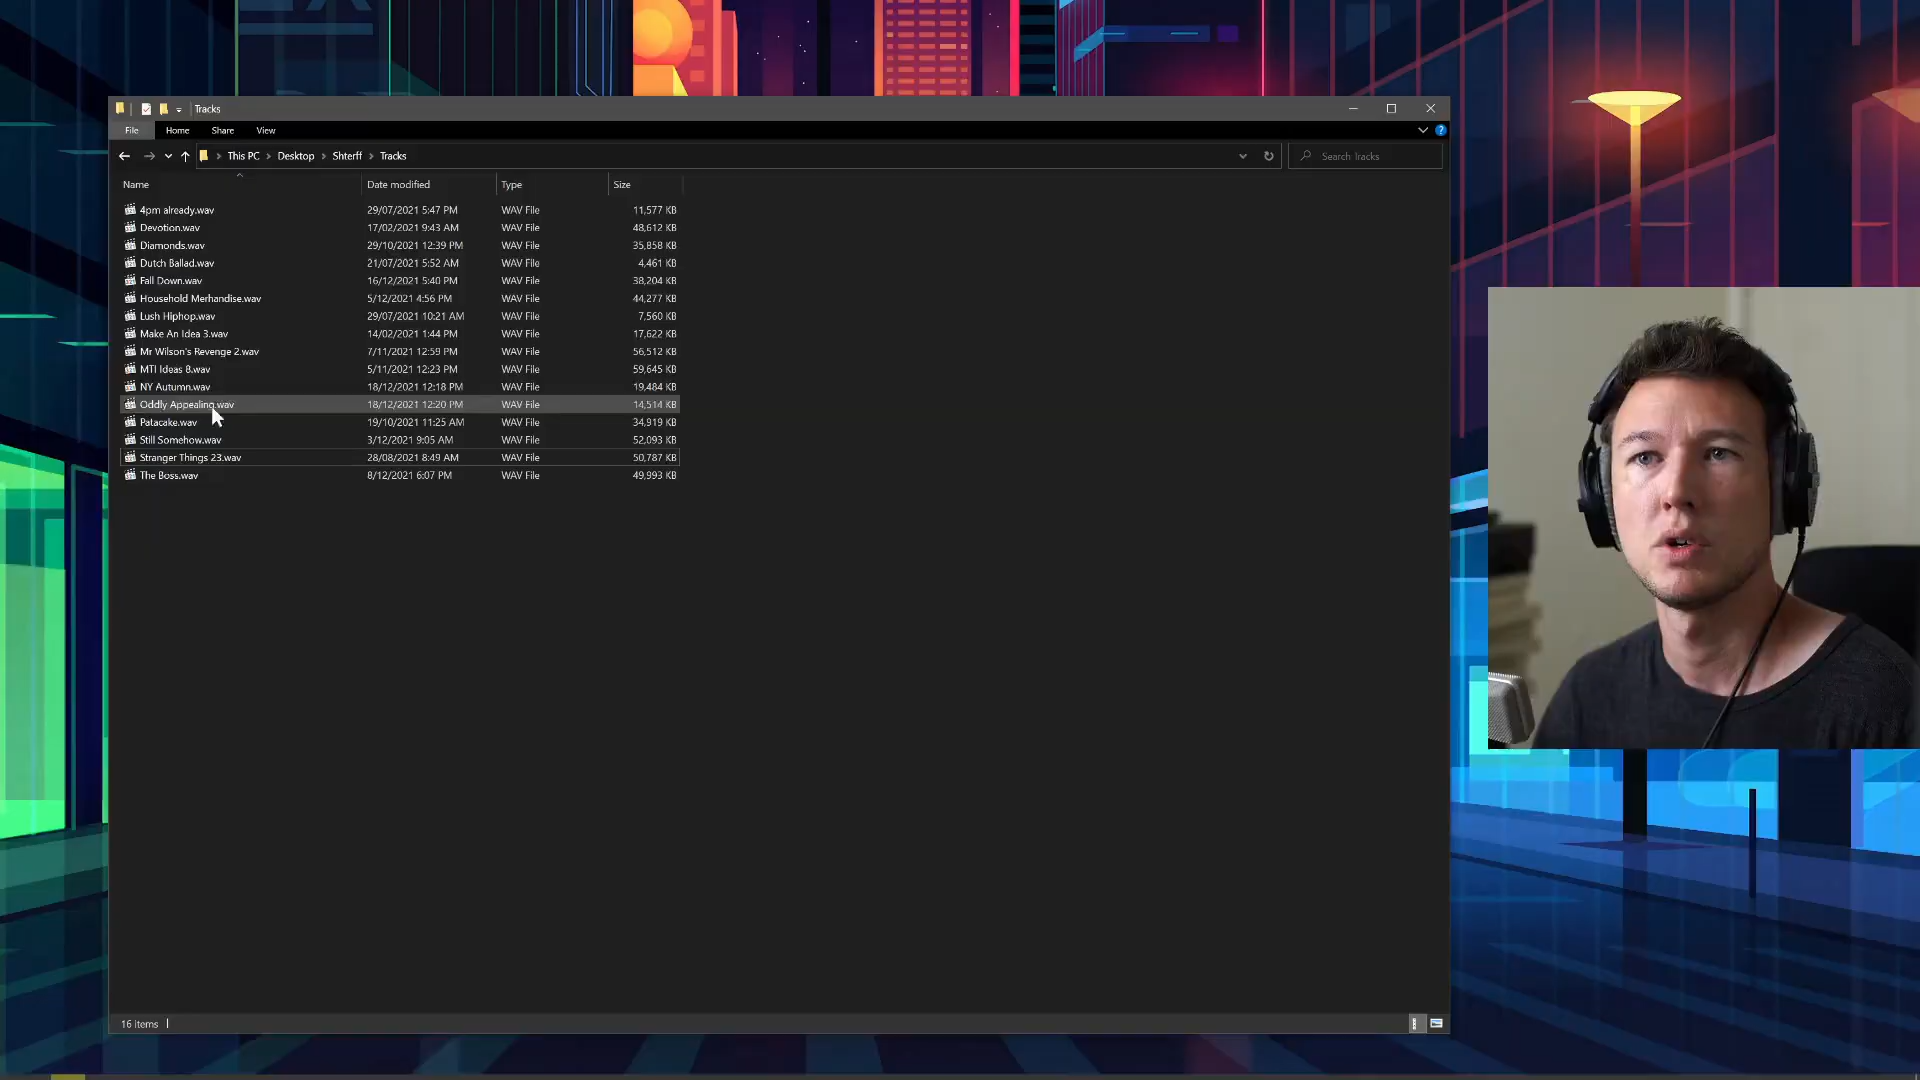 Tracks
File Home Share View
This PC > Desktop > Shterff > Tracks Search Tracks
Name Date modified Type Size
4pm already.wav 29/07/2021 5:47 PM WAV File 11,577 KB
Devotion.wav 17/02/2021 9:43 AM WAV File 48,612 KB
Diamonds.wav 29/10/2021 12:39 PM WAV File 35,858 KB
Dutch Ballad.wav 21/07/2021 5:52 AM WAV File 4,461 KB
Fall Down.wav 16/12/2021 5:40 PM WAV File 38,204 KB
Household Merhandise.wav 5/12/2021 4:56 PM WAV File 44,277 KB
Lush Hiphop.wav 29/07/2021 10:21 AM WAV File 7,560 KB
Make An Idea 3.wav 14/02/2021 1:44 PM WAV File 17,622 KB
Mr Wilson's Revenge 2.wav 7/11/2021 12:59 PM WAV File 56,512 KB
MTI Ideas 8.wav 5/11/2021 12:23 PM WAV File 59,645 KB
NY Autumn.wav 18/12/2021 12:18 PM WAV File 19,484 KB
Oddly Appealing.wav 18/12/2021 12:20 PM WAV File 14,514 KB
Patacake.wav 19/10/2021 11:25 AM WAV File 34,919 KB
Still Somehow.wav 3/12/2021 9:05 AM WAV File 52,093 KB
Stranger Things 23.wav 28/08/2021 8:49 AM WAV File 50,787 KB
The Boss.wav 8/12/2021 6:07 PM WAV File 49,993 KB
16 items